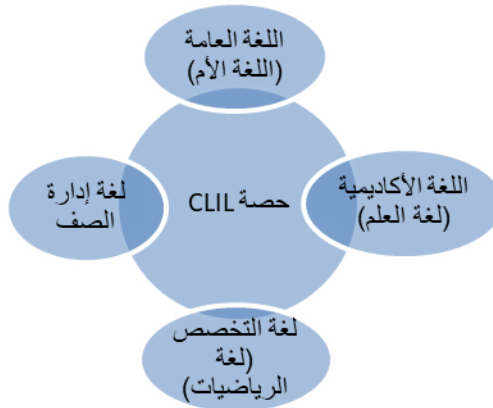 اللغة العامة
(اللغة الأم)
اللغة الأكاديمية
(لغة العلم)
حصة CLIL
لغة إدارة
الصف
لغة التخصص
(لغة
الرياضيات)